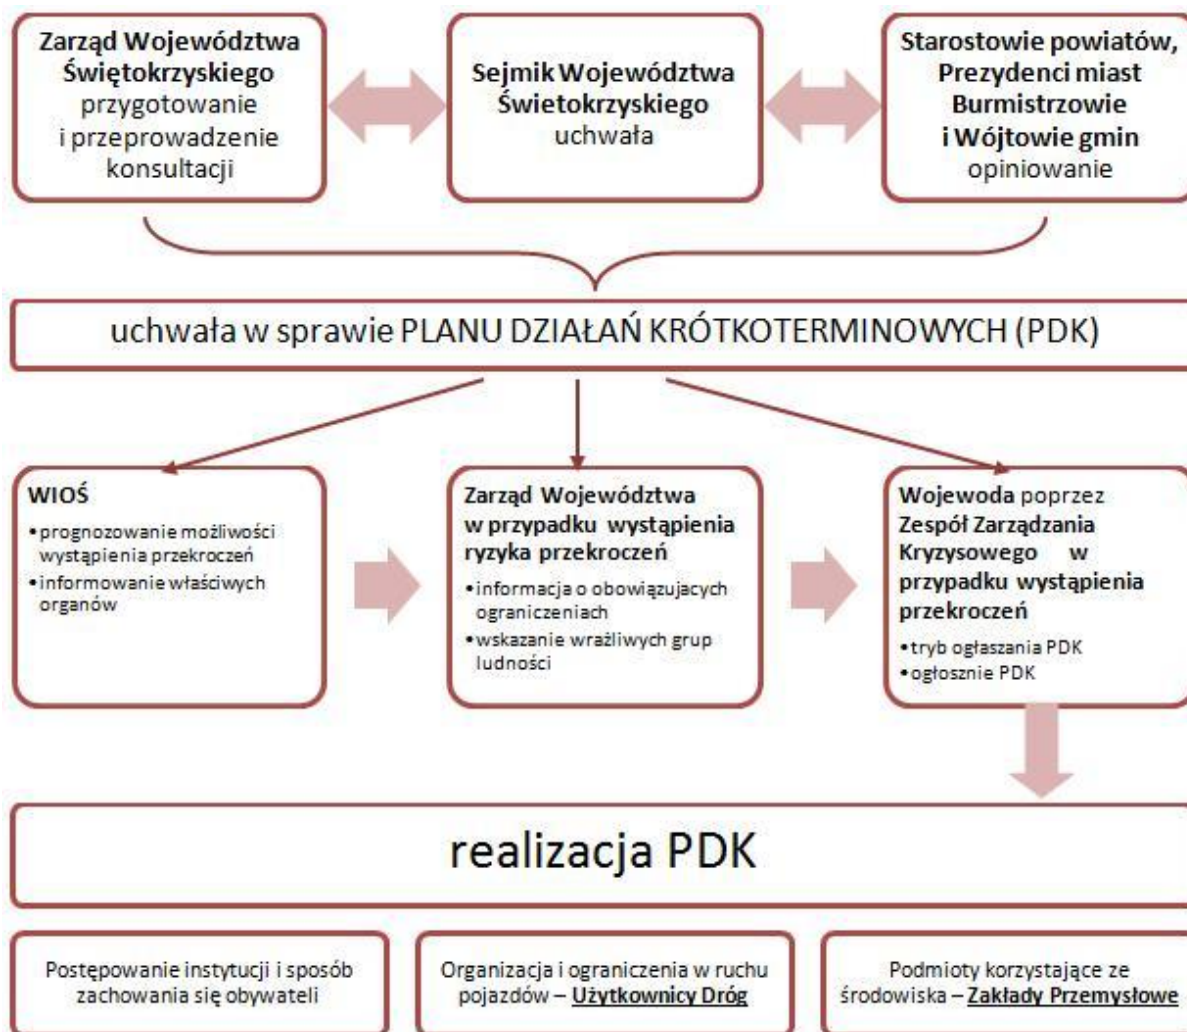 Zarząd Województwa
Świętokrzyskiego
przygotowanie
i przeprowadzenie
konsultacji
Sejmik Województwa
Świetokrzyskiego
uchwała
Starostowie powiatów,
Prezydenci miast
Burmistrzowie
i Wójtowie gmin
opiniowanie
uchwała w sprawie PLANU DZIAŁAŃ KRÓTKOTERMINOWYCH (PDK)
WIOŚ
•prognozowanie możliwości
wystąpienia przekroczeń
•informowanie właściwych
organów
Zarząd Województwa
w przypadku wystąpienia
ryzyka przekroczeń
•informacja o obowiązujacych
ograniczeniach
•wskazanie wrażliwych grup
ludności
Wojewoda poprzez
Zespół Zarządzania
Kryzysowego w
przypadku wystąpienia
przekroczeń
•tryb ogłaszania PDK
•ogłosznie PDK
realizacja PDK
Postępowanie instytucji i sposób
zachowania się obywateli
Organizacja i ograniczenia w ruchu
pojazdów – Użytkownicy Dróg
Podmioty korzystające ze
środowiska – Zakłady Przemysłowe